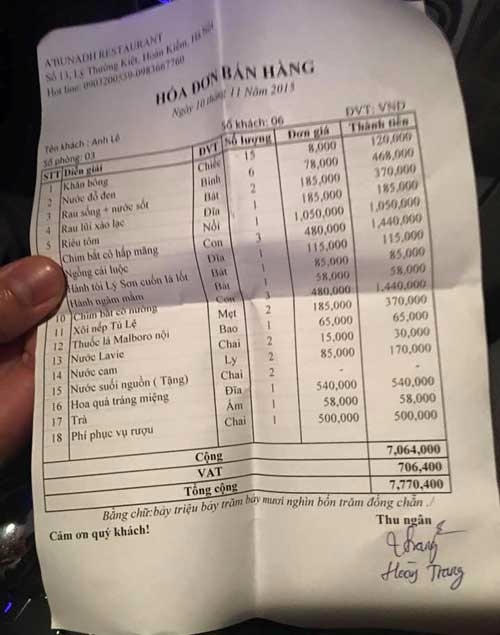 A'BUNADH RESTAURANT
Số 13, Lý Thường Kiệt, Hoàn Kiếm, Hà Nội
Hot line: 0903200559-0983667760
HÓA ĐƠN BÁN HÀNG
Ngày 10 tháng 11 Năm 2015
Tên khách : Anh Lê
Số khách: 06
Số phòng: 03
ĐVT: VNĐ
STT Diễn giải ĐVT Số lượng Đơn giá Thành tiền
1 Khăn bông Chiếc 15 8,000 120,000
2 Nước đỗ đen Bình 6 78,000 468,000
3 Rau sống + nước sốt Bát 2 185,000 370,000
4 Rau lủi xào lạc Đĩa 1 185,000 185,000
5 Riêu tôm Nồi 1 1,050,000 1,050,000
Chim bát cô hấp măng Con 3 480,000 1,440,000
Ngồng cải luộc Đĩa 1 115,000 115,000
Hành tỏi Lý Sơn cuốn lá lốt Bát 1 85,000 85,000
Hành ngâm mắm Bát 1 58,000 58,000
10 Chim bát cô nướng Con 3 480,000 1,440,000
11 Xôi nếp Tú Lệ Mẹt 2 185,000 370,000
12 Thuốc lá Malboro nội Bao 1 65,000 65,000
13 Nước Lavie Chai 2 15,000 30,000
14 Nước cam Ly 2 85,000 170,000
15 Nước suối nguồn ( Tặng) Chai 2 - -
16 Hoa quả tráng miệng Đĩa 1 540,000 540,000
17 Trà Ấm 1 58,000 58,000
18 Phí phục vụ rượu Chai 1 500,000 500,000
Cộng 7,064,000
VAT 706,400
Tổng cộng 7,770,400
Bằng chữ: bảy triệu bảy trăm bảy mươi nghìn bốn trăm đồng chẵn ./
Cảm ơn quý khách!
Thu ngân
Hoài Trang